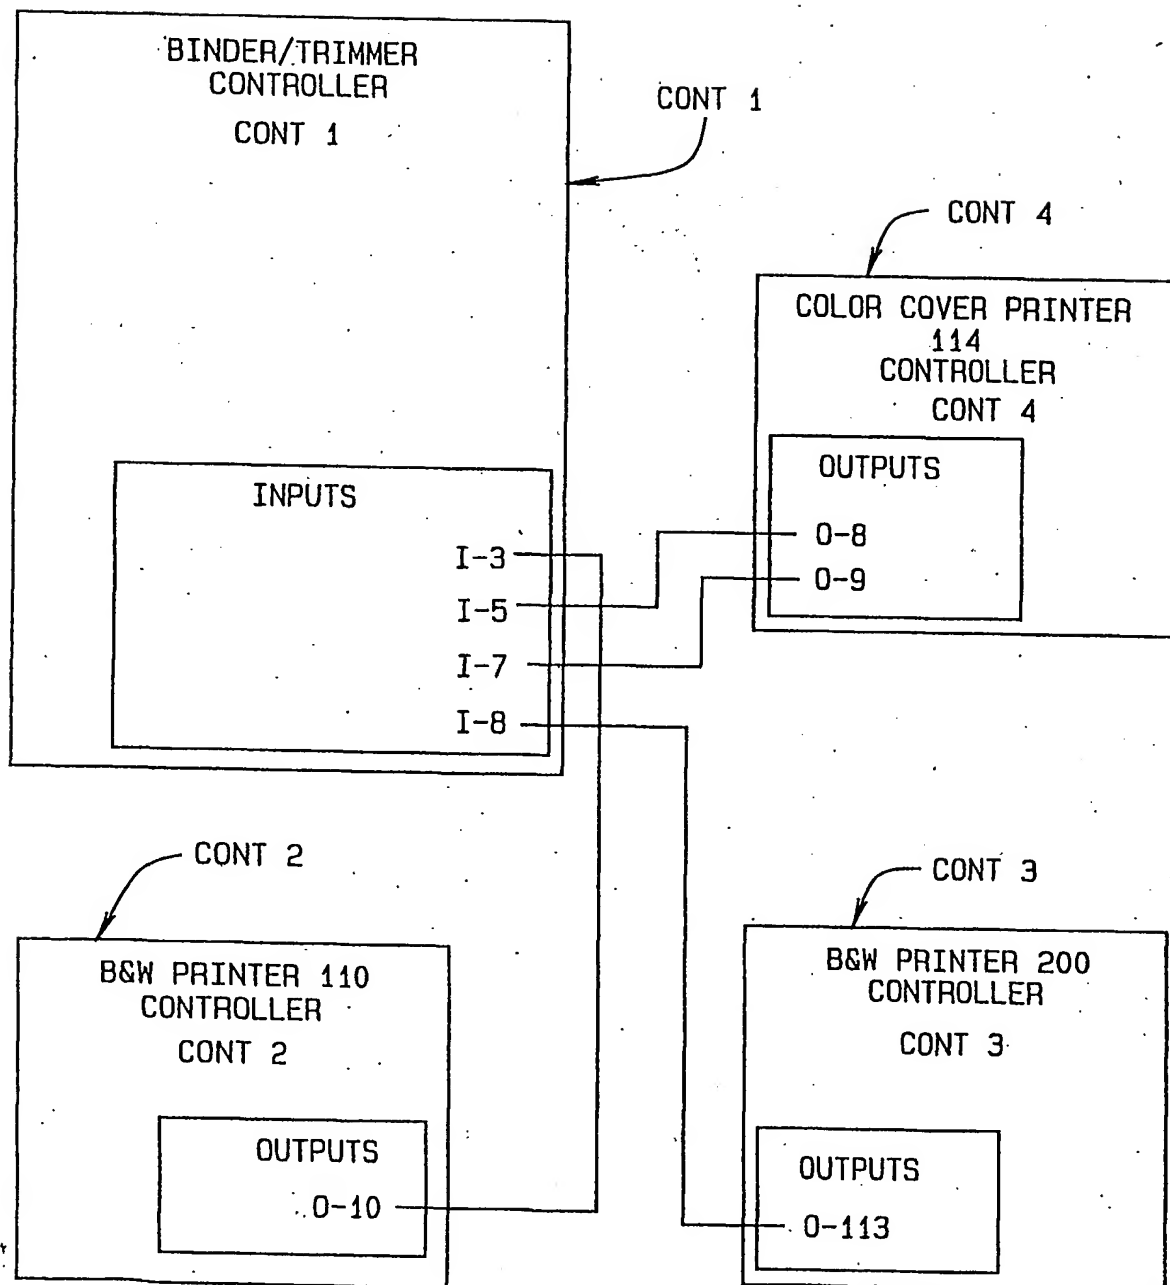 BINDER/TRIMMER
CONTROLLER
CONT 1
CONT 1
CONT 4
COLOR COVER PRINTER
114
CONTROLLER
CONT 4
OUTPUTS
O-8
O-9
INPUTS
I-3
I-5
I-7
I-8
CONT 2
B&W PRINTER 110
CONTROLLER
CONT 2
OUTPUTS
O-10
CONT 3
B&W PRINTER 200
CONTROLLER
CONT 3
OUTPUTS
O-113